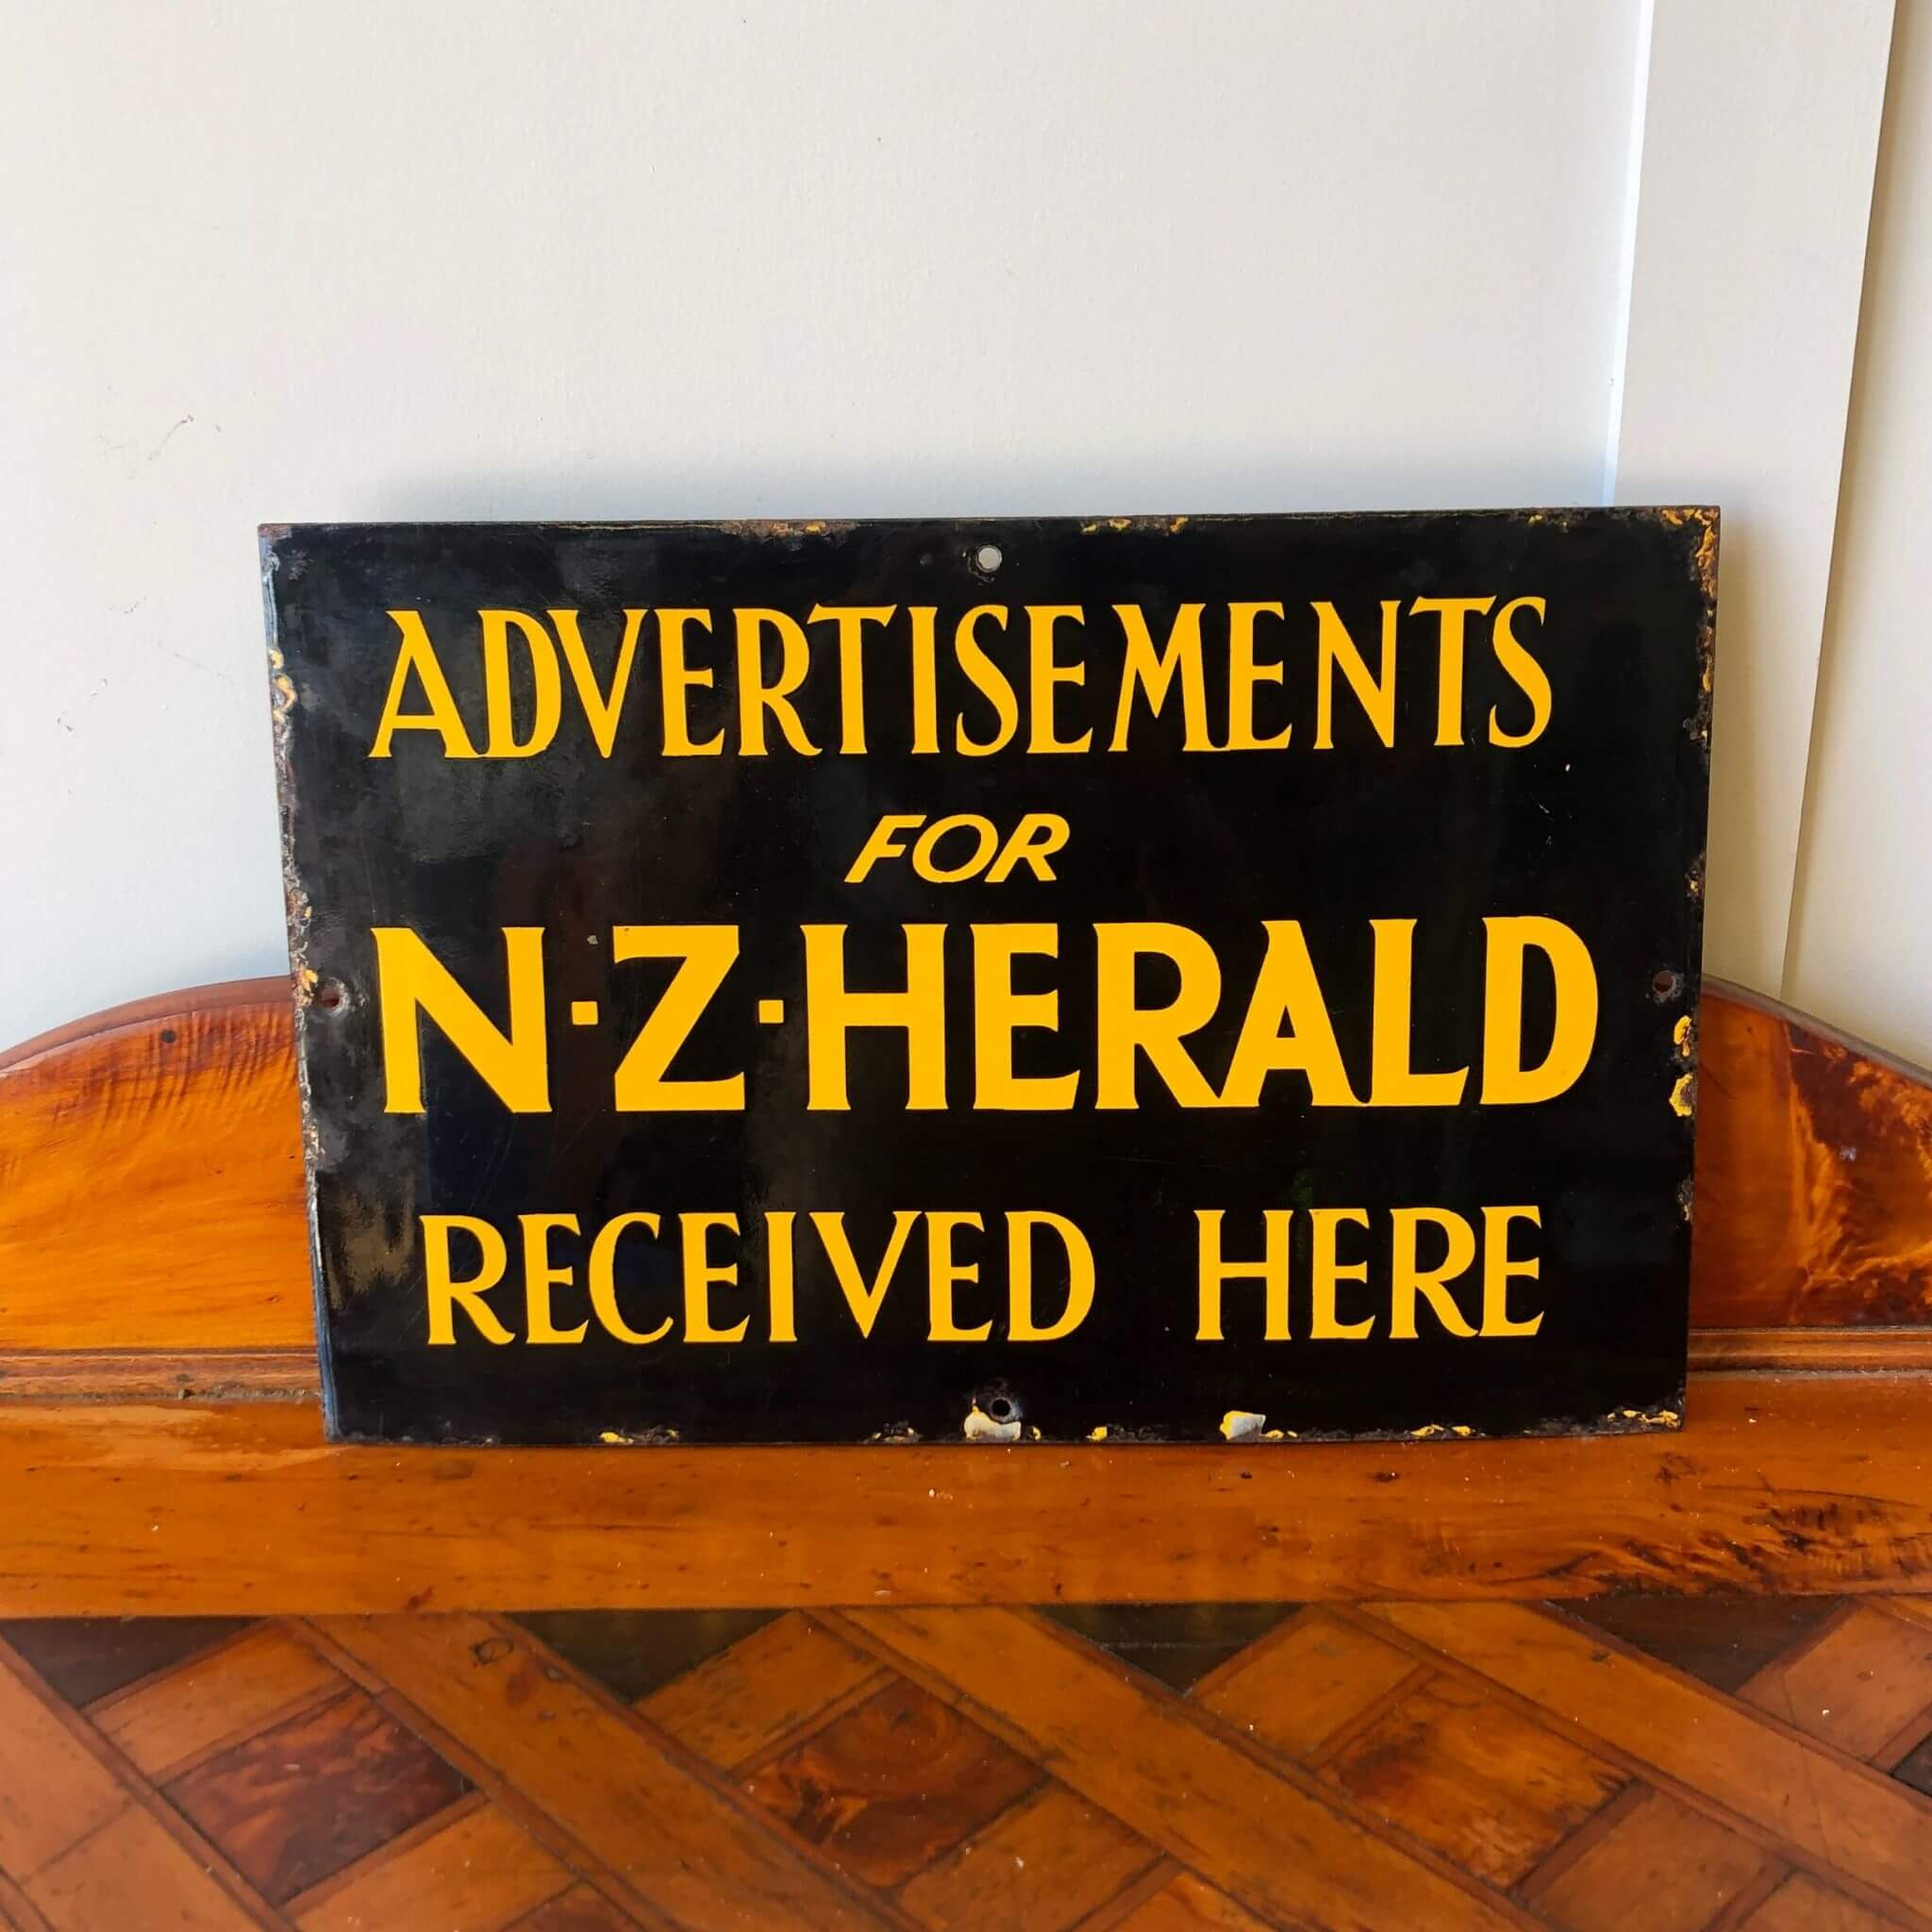 ADVERTISEMENTS
FOR
N·Z·HERALD
RECEIVED HERE